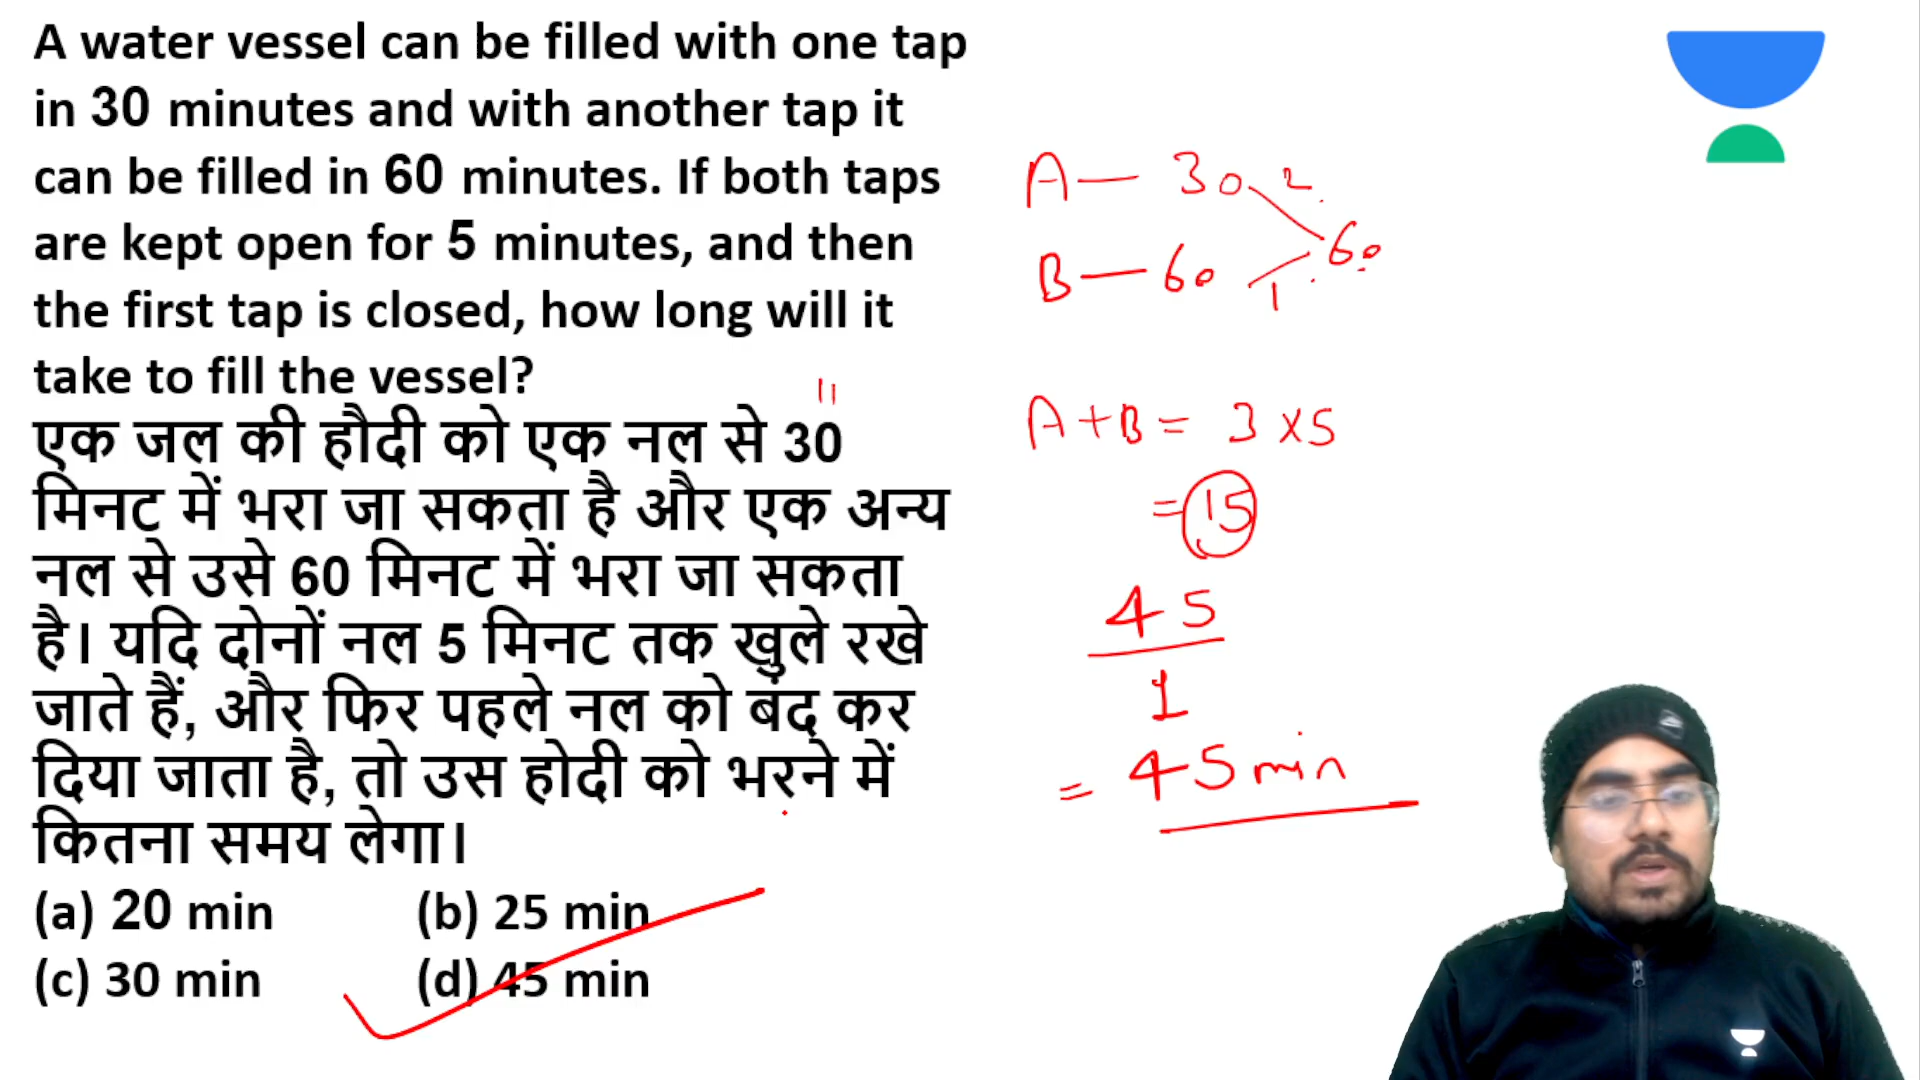 A water vessel can be filled with one tap
in 30 minutes and with another tap it
can be filled in 60 minutes. If both taps
are kept open for 5 minutes, and then
the first tap is closed, how long will it
take to fill the vessel?
एक जल की हौदी को एक नल से 30
मिनट में भरा जा सकता है और एक अन्य
नल से उसे 60 मिनट में भरा जा सकता
है। यदि दोनों नल 5 मिनट तक खुले रखे
जाते हैं, और फिर पहले नल को बंद कर
दिया जाता है, तो उस होदी को भरने में
कितना समय लेगा।
(a) 20 min (b) 25 min
(c) 30 min (d) 45 min
A — 30 2
60
B — 60 1
A + B = 3 × 5
= 15
45
1
= 45 min